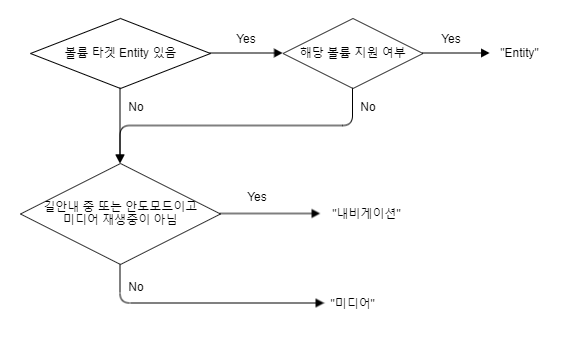 볼륨 타겟 Entity 있음
Yes
해당 볼륨 지원 여부
Yes
"Entity"
No
No
길안내 중 또는 안도모드이고
미디어 재생중이 아님
Yes
"내비게이션"
No
"미디어"